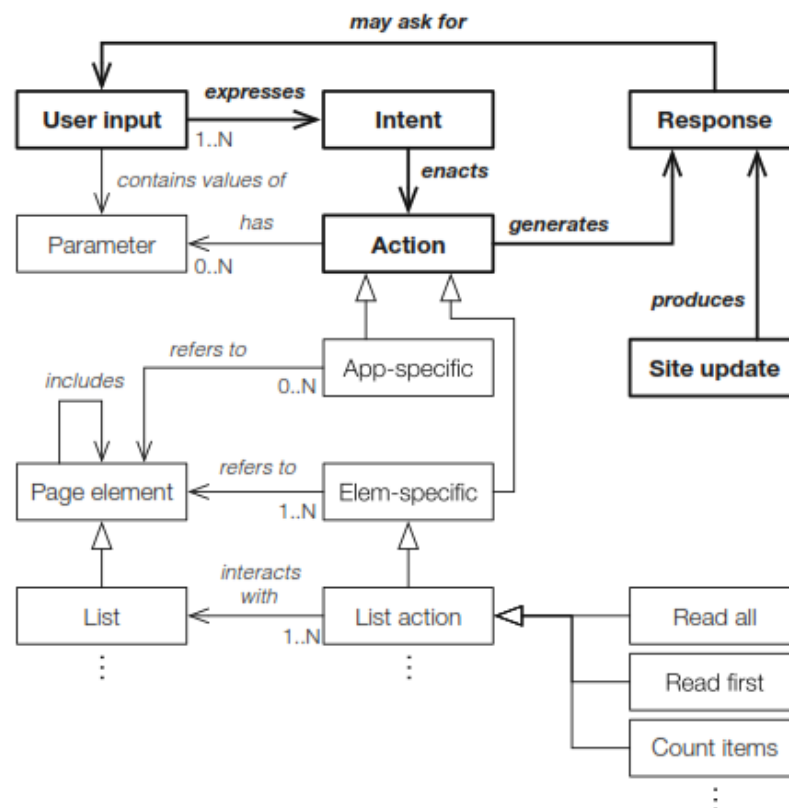 may ask for
User input
expresses
1..N
Intent
Response
contains values of
enacts
Parameter
has
0..N
Action
generates
produces
refers to
0..N
App-specific
Site update
includes
Page element
refers to
1..N
Elem-specific
interacts
with
List
1..N
List action
Read all
⋮
⋮
Read first
Count items
⋮